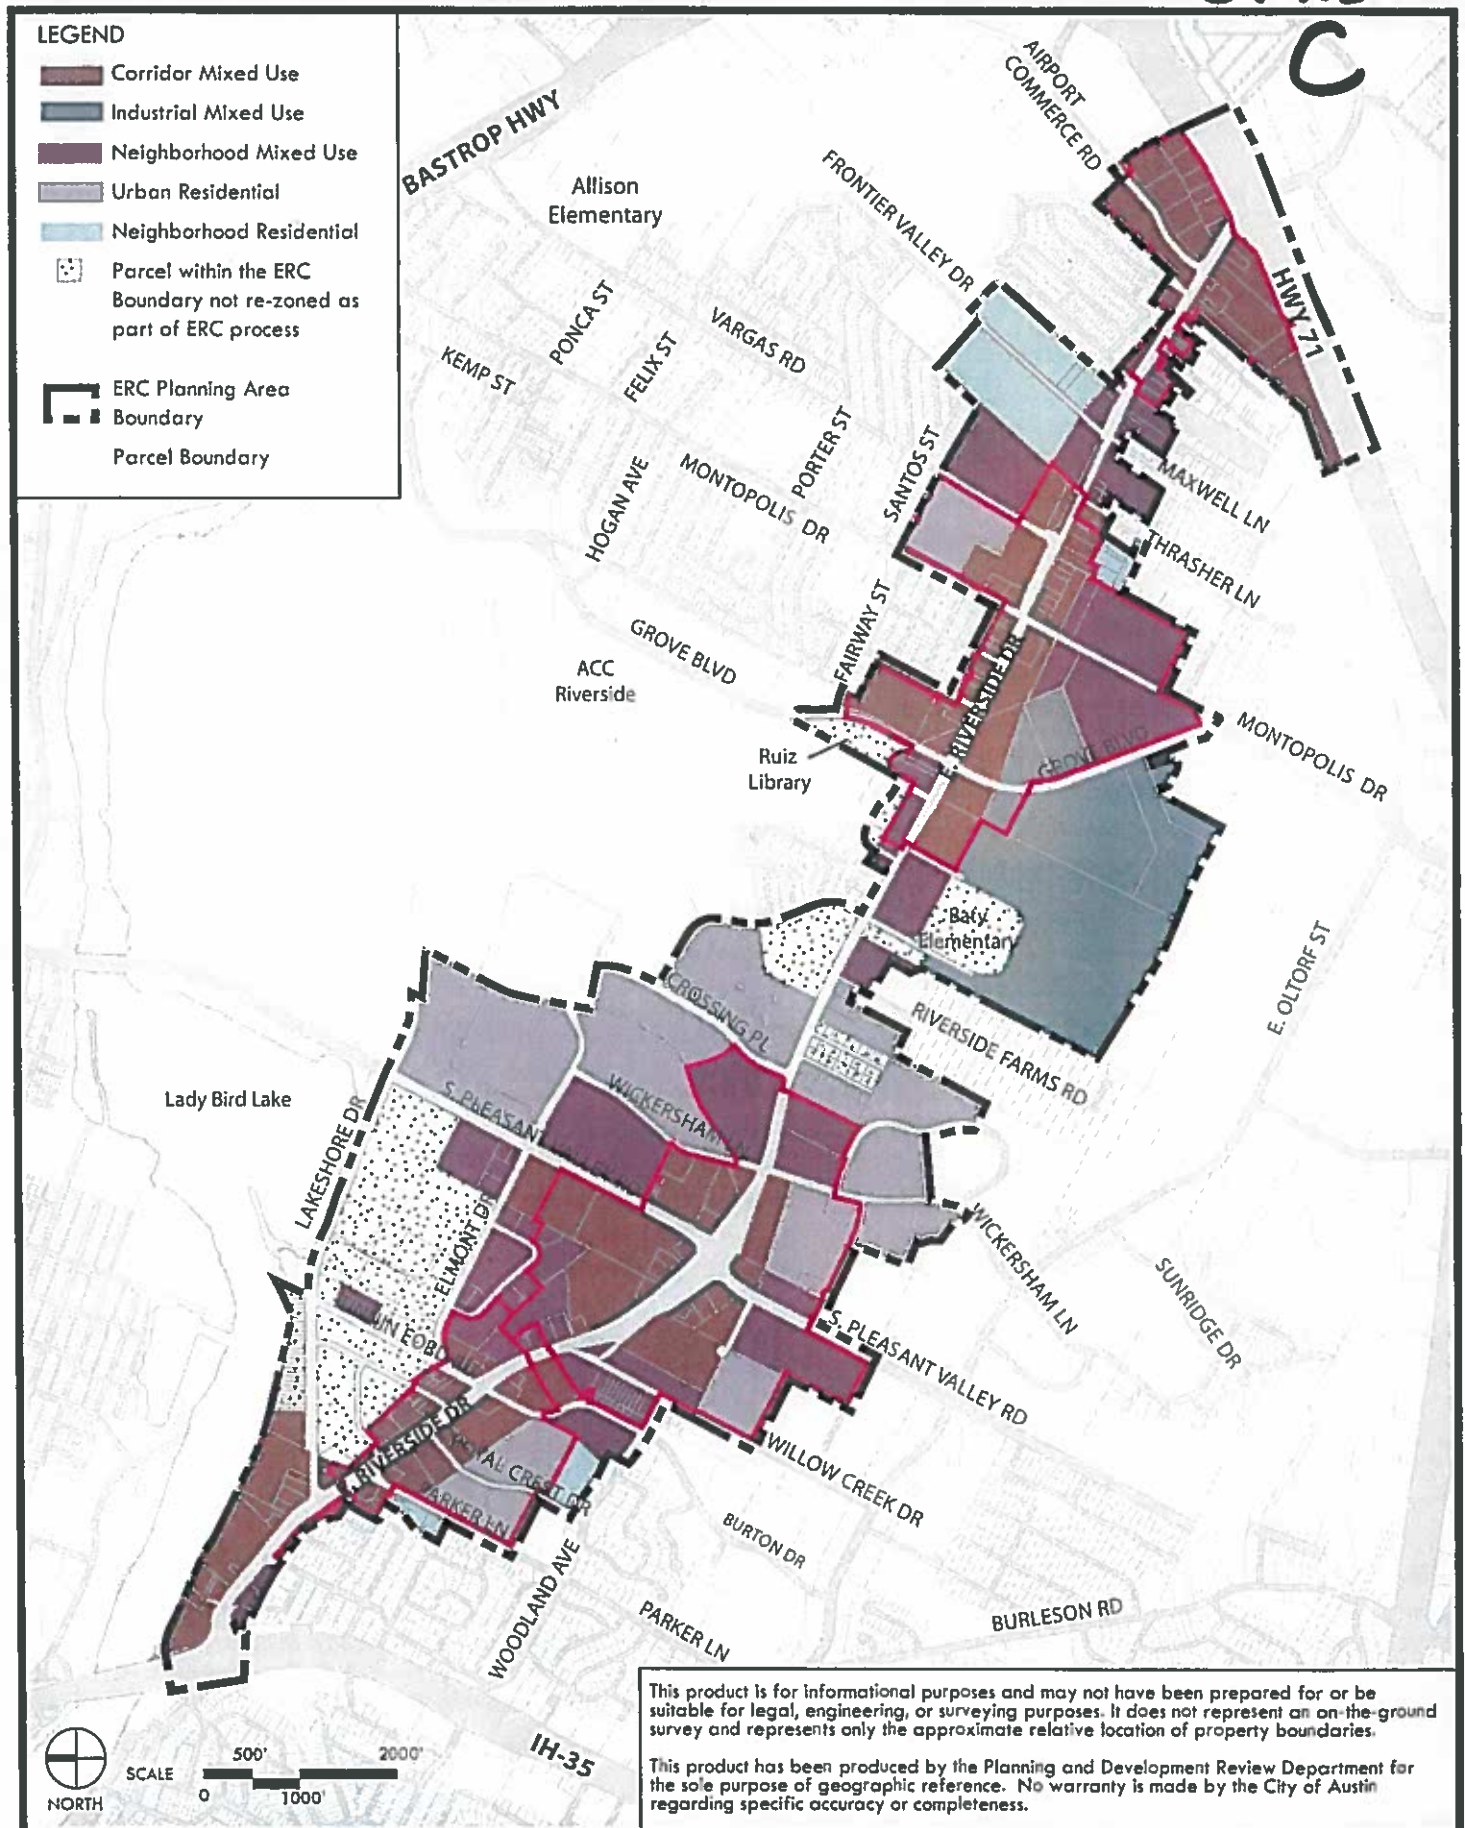 C
LEGEND
Corridor Mixed Use
Industrial Mixed Use
Neighborhood Mixed Use
Urban Residential
Neighborhood Residential
Parcel within the ERC
Boundary not re-zoned as
part of ERC process
ERC Planning Area
Boundary
Parcel Boundary
BASTROP HWY
AIRPORT
COMMERCE RD
Allison
Elementary
FRONTIER VALLEY DR
HWY 71
PONCA ST
VARGAS RD
KEMP ST
FELIX ST
PORTER ST
SANTOS ST
HOGAN AVE
MONTOPOLIS DR
MAXWELL LN
THRASHER LN
FAIRWAY ST
GROVE BLVD
ACC
Riverside
E. RIVERSIDE DR
Ruiz
Library
GROVE BLVD
MONTOPOLIS DR
Baty
Elementary
E. OLTORF ST
CROSSING PL
RIVERSIDE FARMS RD
Lady Bird Lake
LAKESHORE DR
S. PLEASANT
WICKERSHAM LN
ELMONT DR
WICKERSHAM LN
SUNRIDGE DR
S. PLEASANT VALLEY RD
RIVERSIDE DR
ROYAL CREST DR
PARKER LN
WILLOW CREEK DR
BURTON DR
WOODLAND AVE
PARKER LN
BURLESON RD
IH-35
NORTH
SCALE
500'
2000'
0
1000'
This product is for informational purposes and may not have been prepared for or be
suitable for legal, engineering, or surveying purposes. It does not represent an on-the-ground
survey and represents only the approximate relative location of property boundaries.
This product has been produced by the Planning and Development Review Department for
the sole purpose of geographic reference. No warranty is made by the City of Austin
regarding specific accuracy or completeness.